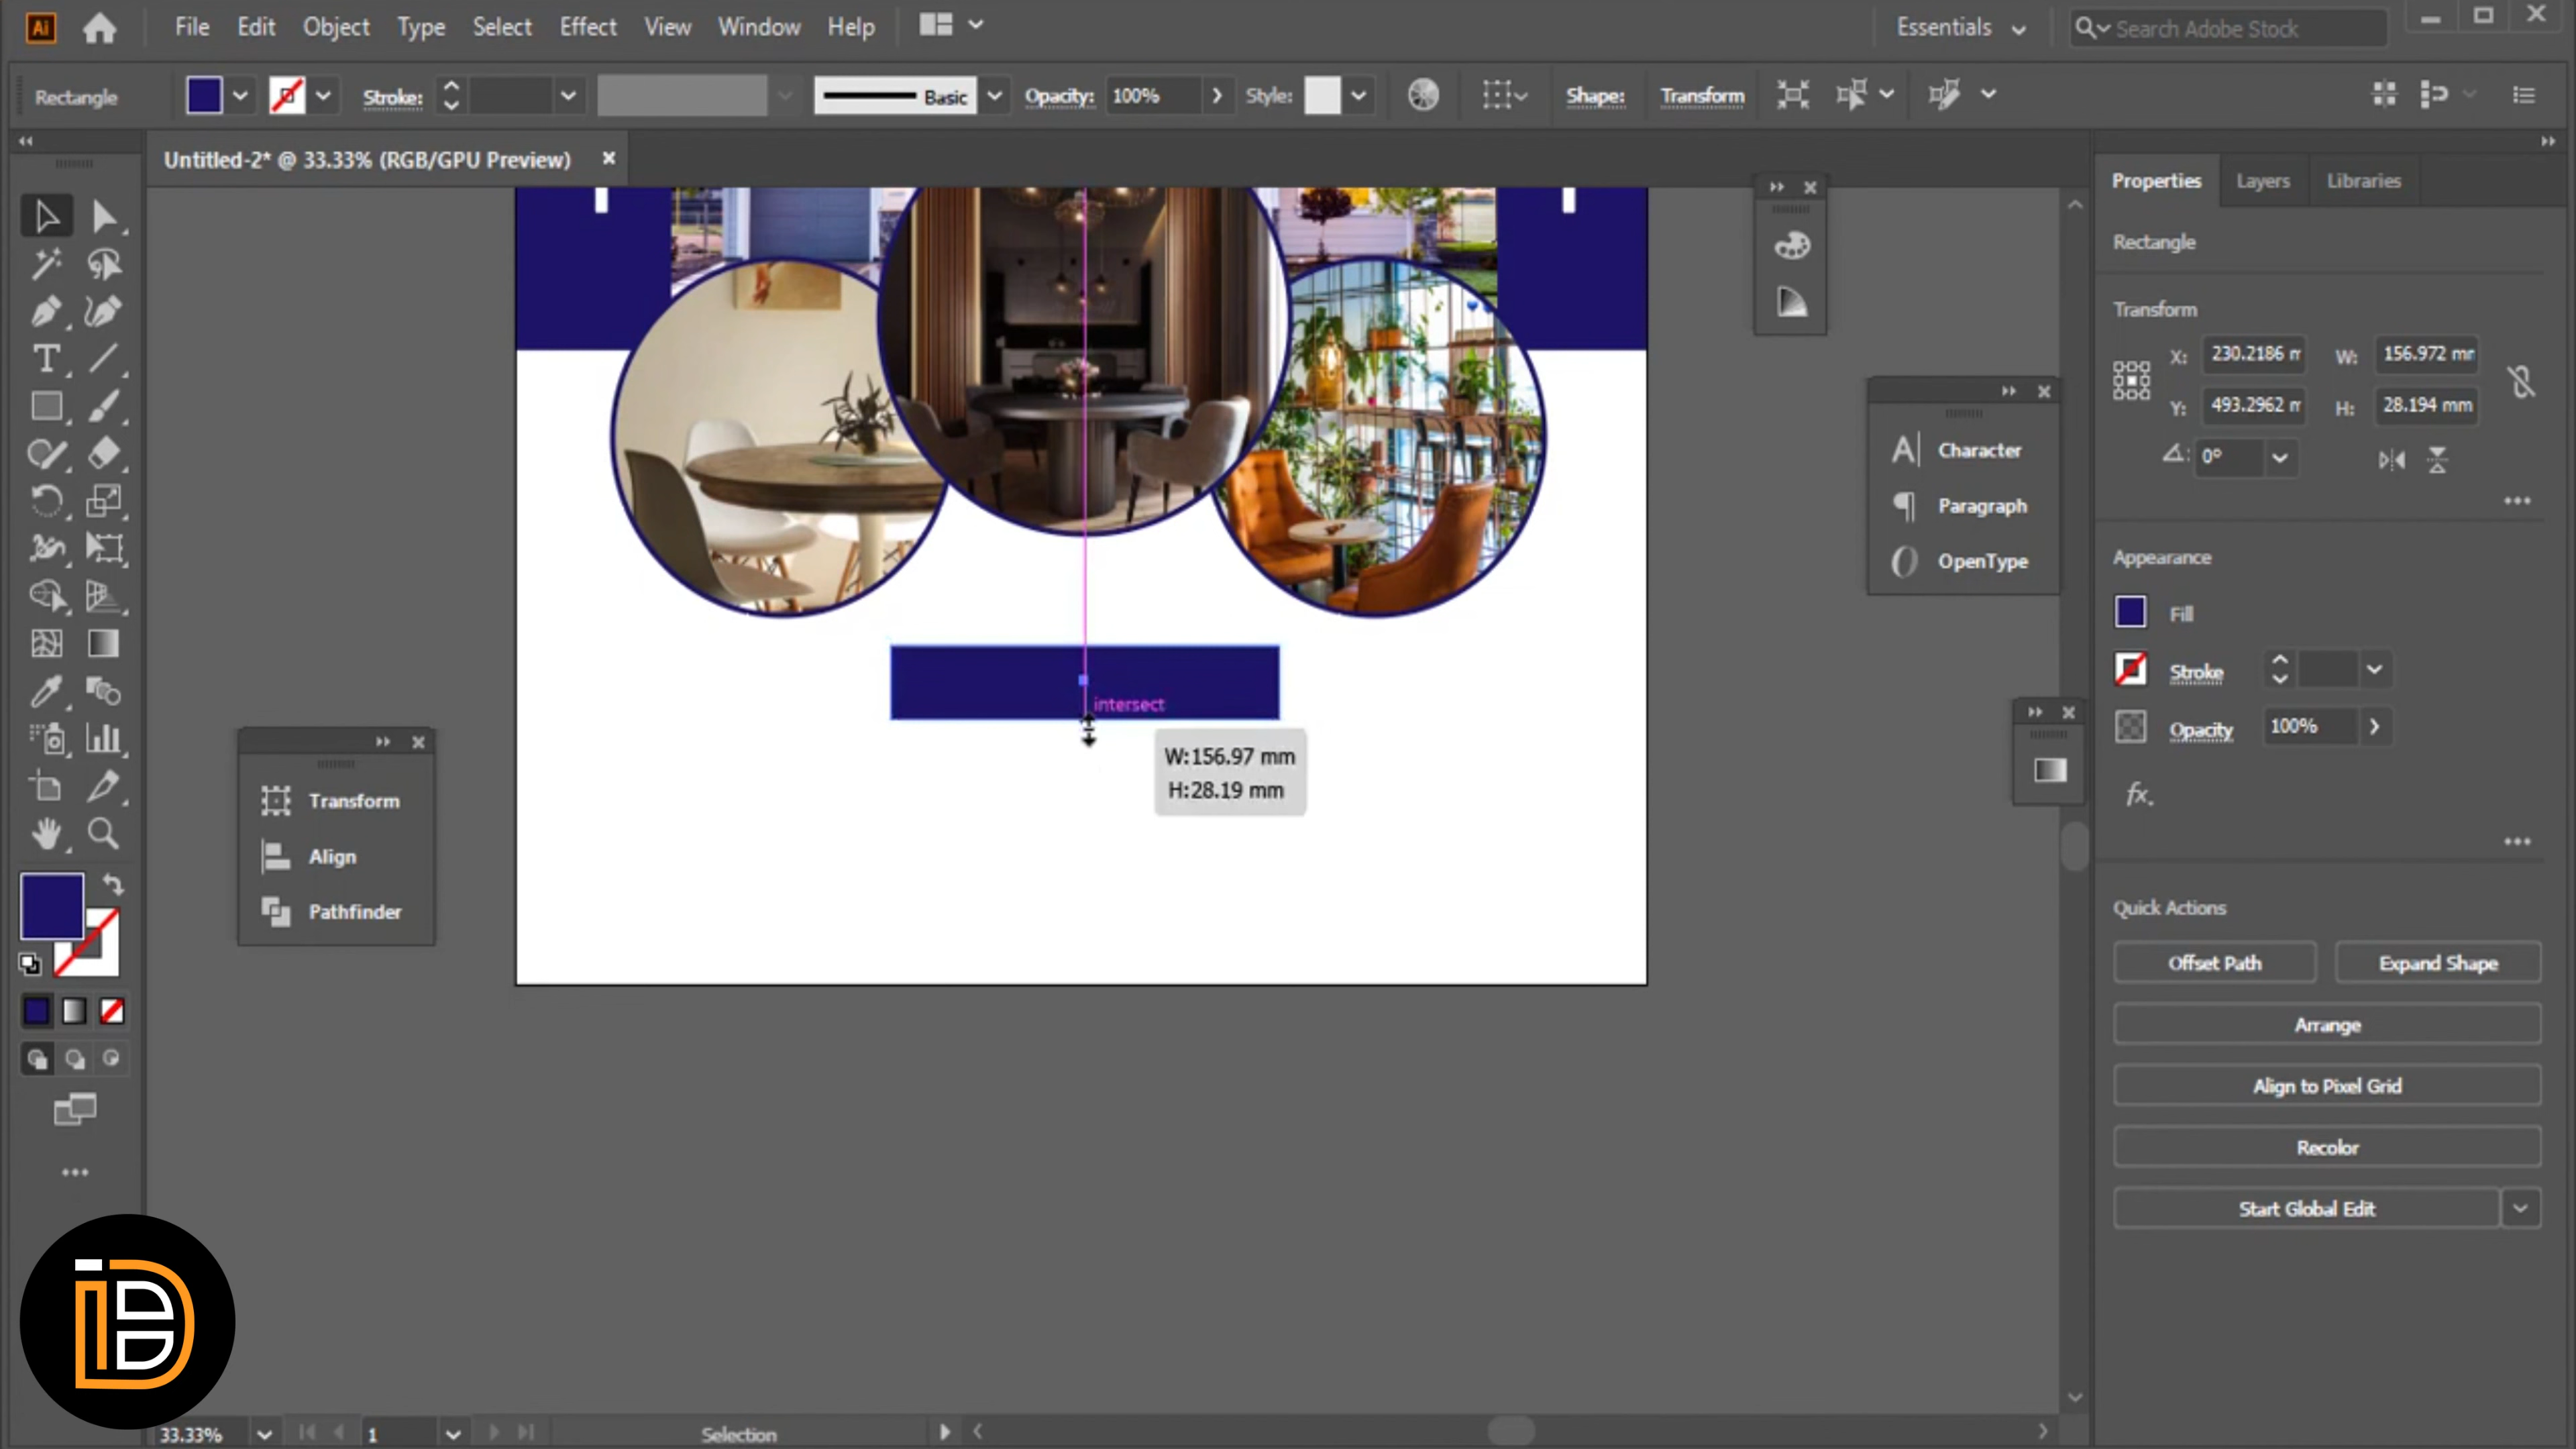 Ai File Edit Object Type Select Effect View Window Help Essentials Search Adobe Stock
Rectangle Stroke: Basic Opacity: 100% Style: Shape: Transform
Untitled-2* @ 33.33% (RGB/GPU Preview)
Properties Layers Libraries
Rectangle
Transform
X: 230.2186 W: 156.972
Y: 493.2962 H: 28.194 mm
0°
Character
Paragraph
OpenType
Appearance
Fill
Stroke
Opacity 100%
fx.
intersect
W:156.97 mm
H:28.19 mm
Transform
Align
Pathfinder
Quick Actions
Offset Path Expand Shape
Arrange
Align to Pixel Grid
Recolor
Start Global Edit
33.33% 1 Selection